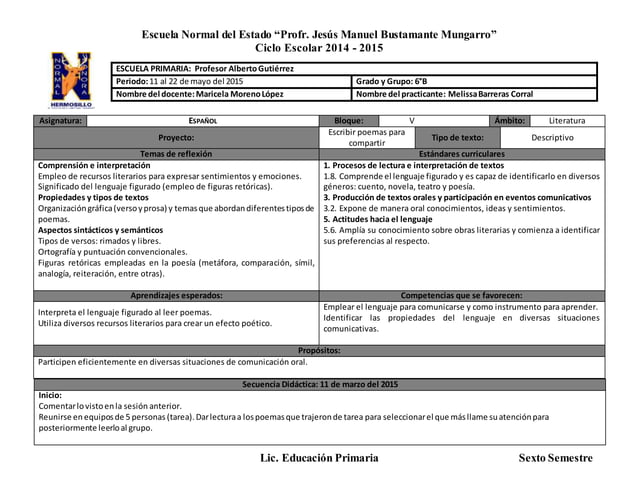 Escuela Normal del Estado “Profr. Jesús Manuel Bustamante Mungarro”
Ciclo Escolar 2014 - 2015
NORMAL
SONORA
HERMOSILLO
ESCUELA PRIMARIA: Profesor Alberto Gutiérrez
Periodo: 11 al 22 de mayo del 2015 Grado y Grupo: 6°B
Nombre del docente: Maricela Moreno López Nombre del practicante: Melissa Barreras Corral
Asignatura: ESPAÑOL Bloque: V Ámbito: Literatura
Proyecto: Escribir poemas para compartir Tipo de texto: Descriptivo
Temas de reflexión
Comprensión e interpretación
Empleo de recursos literarios para expresar sentimientos y emociones.
Significado del lenguaje figurado (empleo de figuras retóricas).
Propiedades y tipos de textos
Organización gráfica (verso y prosa) y temas que abordan diferentes tipos de
poemas.
Aspectos sintácticos y semánticos
Tipos de versos: rimados y libres.
Ortografía y puntuación convencionales.
Figuras retóricas empleadas en la poesía (metáfora, comparación, símil,
analogía, reiteración, entre otras).
Estándares curriculares
1. Procesos de lectura e interpretación de textos
1.8. Comprende el lenguaje figurado y es capaz de identificarlo en diversos
géneros: cuento, novela, teatro y poesía.
3. Producción de textos orales y participación en eventos comunicativos
3.2. Expone de manera oral conocimientos, ideas y sentimientos.
5. Actitudes hacia el lenguaje
5.6. Amplía su conocimiento sobre obras literarias y comienza a identificar
sus preferencias al respecto.
Aprendizajes esperados:
Interpreta el lenguaje figurado al leer poemas.
Utiliza diversos recursos literarios para crear un efecto poético.
Competencias que se favorecen:
Emplear el lenguaje para comunicarse y como instrumento para aprender.
Identificar las propiedades del lenguaje en diversas situaciones
comunicativas.
Propósitos:
Participen eficientemente en diversas situaciones de comunicación oral.
Secuencia Didáctica: 11 de marzo del 2015
Inicio:
Comentar lo visto en la sesión anterior.
Reunirse en equipos de 5 personas (tarea). Dar lectura a los poemas que trajeron de tarea para seleccionar el que más llame su atención para
posteriormente leerlo al grupo.
Lic. Educación Primaria Sexto Semestre